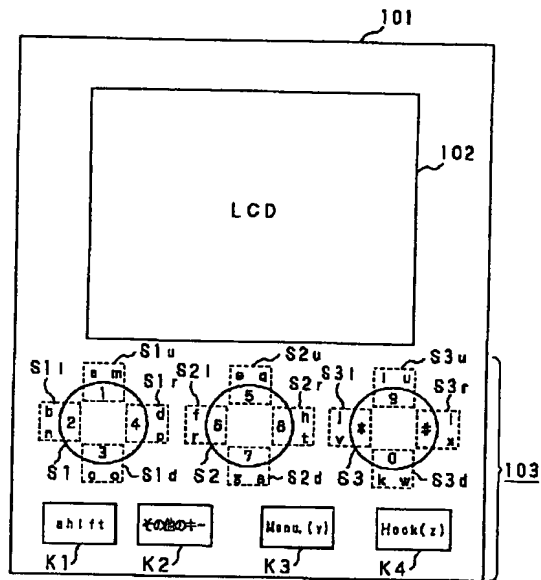 101
102
LCD
S1u S2u S3u
S1l a m S1r S2l e q S2r S3l i u S3r
1 5 9
b d f h j l
2 4 6 8 * #
n p r t v x
3 7 0
S1 c o S1d S2 g s S2d S3 k w S3d
103
shift その他のキー Menu,(y) Hook(z)
K1 K2 K3 K4